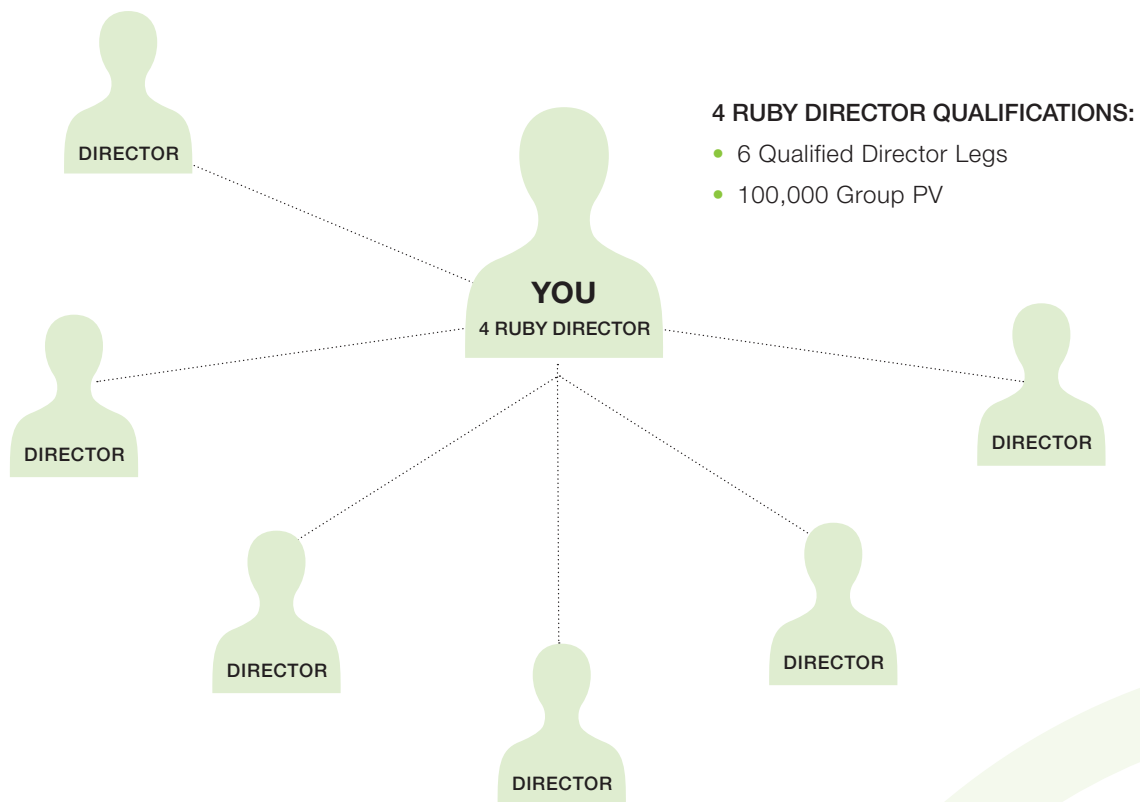 4 RUBY DIRECTOR QUALIFICATIONS:
• 6 Qualified Director Legs
• 100,000 Group PV
DIRECTOR
YOU
4 RUBY DIRECTOR
DIRECTOR
DIRECTOR
DIRECTOR
DIRECTOR
DIRECTOR